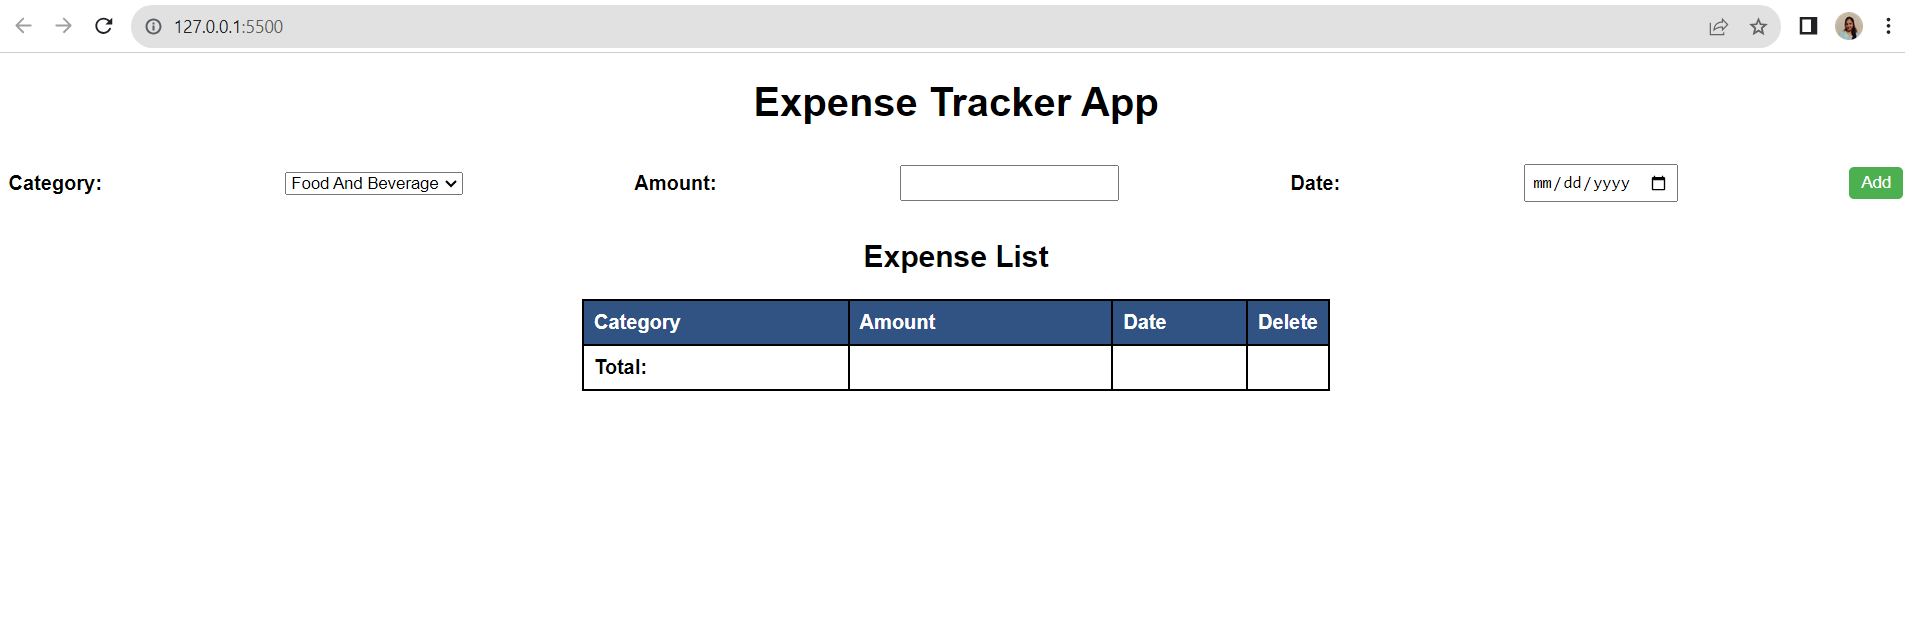 127.0.0.1:5500
Expense Tracker App
Category: Food And Beverage Amount: Date: mm/dd/yyyy Add
Expense List
Category Amount Date Delete
Total: